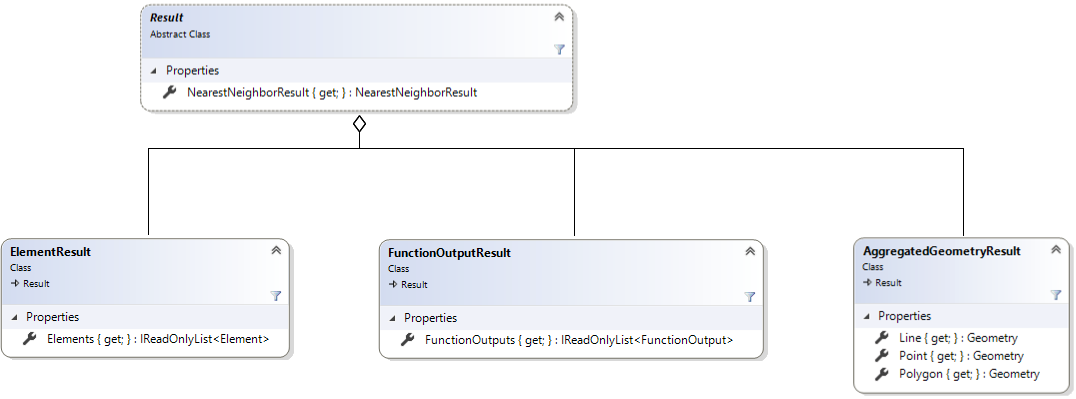 Result
Abstract Class
Properties
NearestNeighborResult { get; } : NearestNeighborResult
ElementResult
Class
Result
Properties
Elements { get; } : IReadOnlyList<Element>
FunctionOutputResult
Class
Result
Properties
FunctionOutputs { get; } : IReadOnlyList<FunctionOutput>
AggregatedGeometryResult
Class
Result
Properties
Line { get; } : Geometry
Point { get; } : Geometry
Polygon { get; } : Geometry